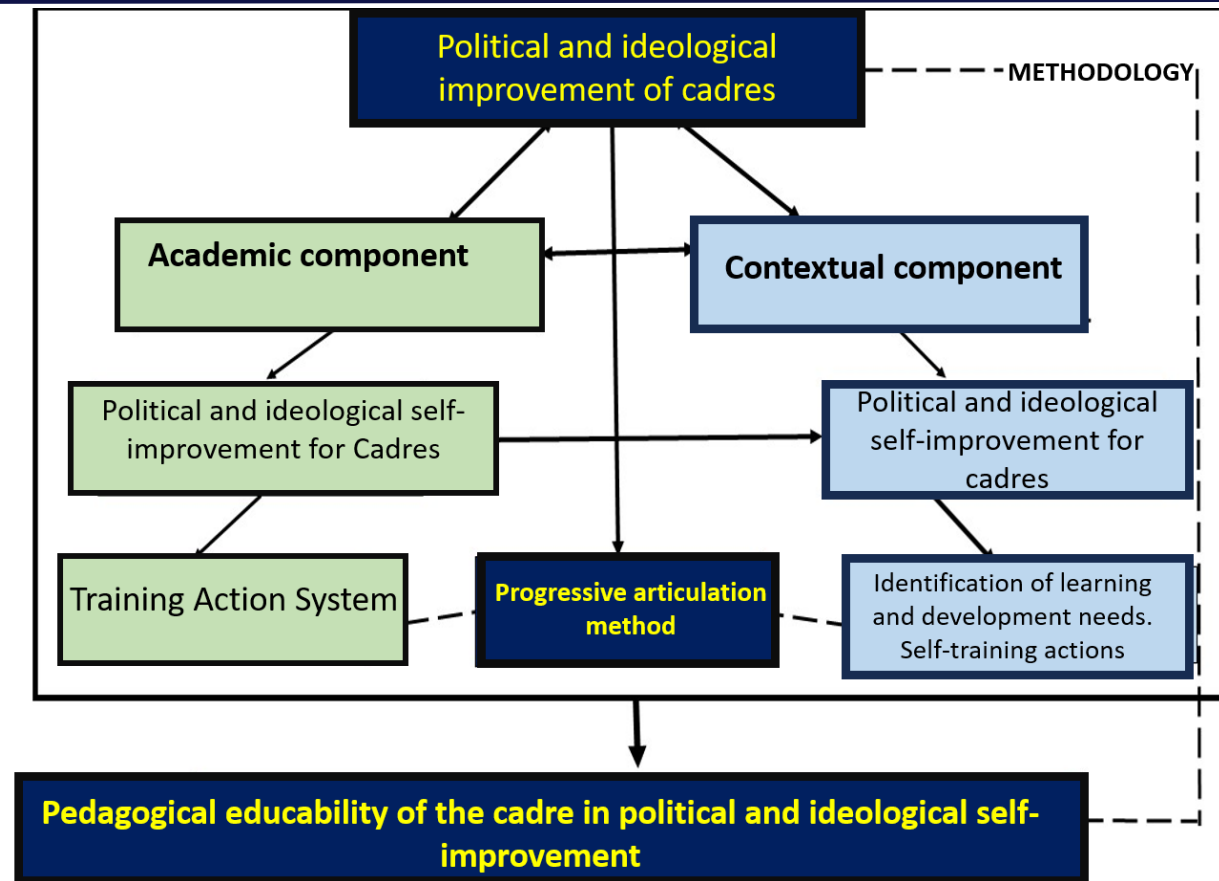 Political and ideological
improvement of cadres
METHODOLOGY
Academic component
Contextual component
Political and ideological self-
improvement for Cadres
Political and ideological
self-improvement for
cadres
Training Action System
Progressive articulation
method
Identification of learning
and development needs.
Self-training actions
Pedagogical educability of the cadre in political and ideological self-
improvement